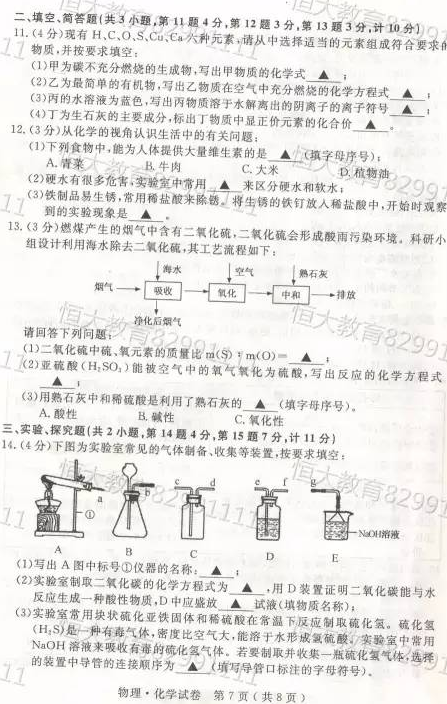 二、填空、简答题(共3小题,第11题4分,第12题3分,第13题3分,计10分)
11.(4分)现有H、C、O、S、Cu、Ca六种元素,请从中选择适当的元素组成符合要求的
物质,并按要求填空:
(1)甲为碳不充分燃烧的生成物,写出甲物质的化学式 ▲ ;
(2)乙为最简单的有机物,写出乙物质在空气中充分燃烧的化学方程式 ▲ ;
(3)丙的水溶液为蓝色,写出丙物质溶于水解离出的阴离子的离子符号 ▲ ;
(4)丁为生石灰的主要成分,标出丁物质中显正价元素的化合价 ▲ 。
12.(3分)从化学的视角认识生活中的有关问题:
(1)下列食物中,能为人体提供大量维生素的是 ▲ (填字母序号);
A.青菜 B.牛肉 C.大米 D.植物油
(2)硬水有很多危害,实验室中常用 ▲ 来区分硬水和软水;
(3)铁制品易生锈,常用稀盐酸来除锈。将生锈的铁钉放入稀盐酸中,开始时观察
到的实验现象是 ▲ 。
13.(3分)燃煤产生的烟气中含有二氧化硫,二氧化硫会形成酸雨污染环境。科研小
组设计利用海水除去二氧化硫,其工艺流程如下:
海水 空气 熟石灰
烟气 吸收 氧化 中和 排放
净化后烟气
请回答下列问题:
(1)二氧化硫中硫、氧元素的质量比m(S):m(O)= ▲ ;
(2)亚硫酸(H₂SO₃)能被空气中的氧气氧化为硫酸,写出反应的化学方程式
▲ ;
(3)用熟石灰中和稀硫酸是利用了熟石灰的 ▲ (填字母序号)。
A.酸性 B.碱性 C.氧化性
三、实验、探究题(共2小题,第14题4分,第15题7分,计11分)
14.(4分)下图为实验室常见的气体制备、收集等装置,按要求填空:
a b c d e f g
①
NaOH溶液
A B C D E
(1)写出A图中标号①仪器的名称: ▲ ;
(2)实验室制取二氧化碳的化学方程式为 ▲ ,用D装置证明二氧化碳能与水
反应生成一种酸性物质,D中应盛放 ▲ 试液(填物质名称);
(3)实验室常用块状硫化亚铁固体和稀硫酸在常温下反应制取硫化氢。硫化氢
(H₂S)是一种有毒气体,密度比空气大,能溶于水形成氢硫酸。实验室中常用
NaOH溶液来吸收有毒的硫化氢气体。若要制取并收集一瓶硫化氢气体,选择
的装置中导管的连接顺序为 ▲ (填写导管口标注的字母符号)。
物理·化学试卷 第7页(共8页)